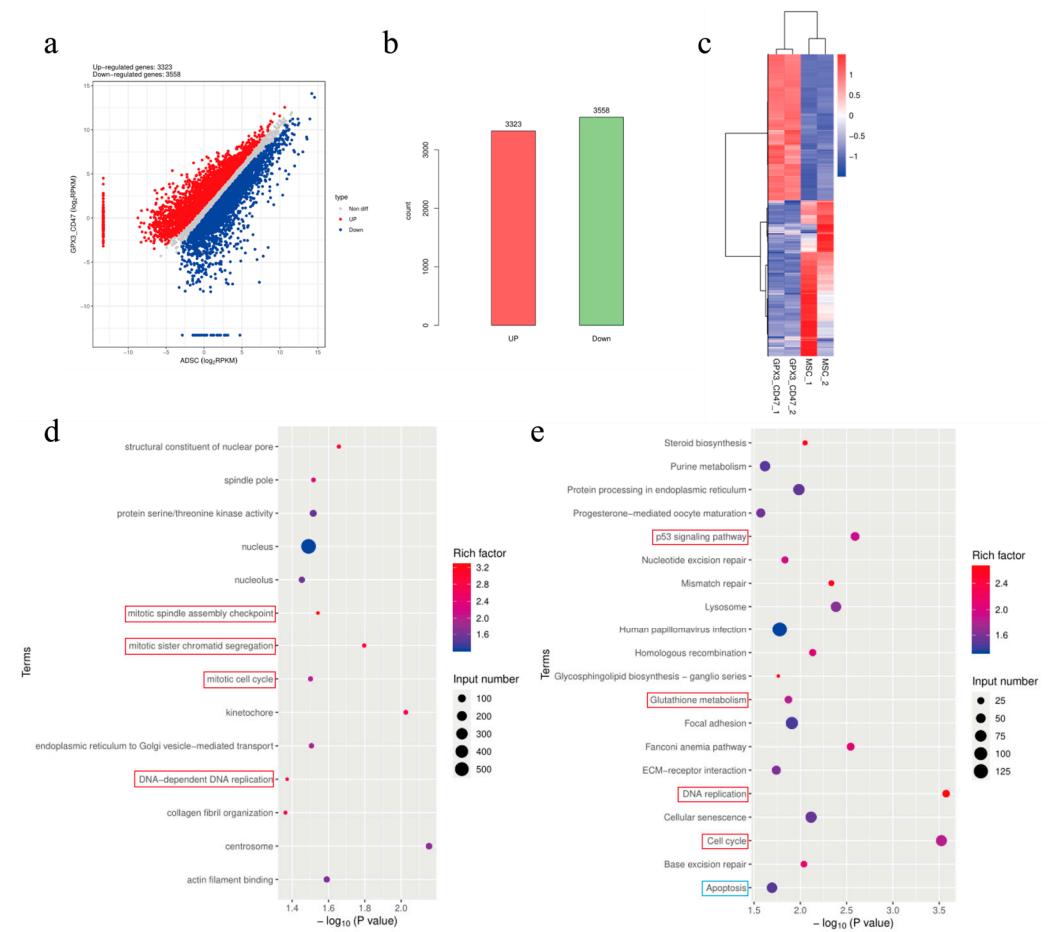 a
Up-regulated genes: 3323
Down-regulated genes: 3558
15
10
5
0
−5
−10
GPX3_CD47 (log2RPKM)
−10
−5
0
5
10
15
ADSC (log2RPKM)
type
Non diff
UP
Down
b
3323
3558
3000
2000
1000
0
count
UP
Down
c
1
0.5
0
−0.5
−1
GPX3_CD47_1
GPX3_CD47_2
MSC_1
MSC_2
d
structural constituent of nuclear pore
spindle pole
protein serine/threonine kinase activity
nucleus
nucleolus
mitotic spindle assembly checkpoint
mitotic sister chromatid segregation
mitotic cell cycle
kinetochore
endoplasmic reticulum to Golgi vesicle−mediated transport
DNA−dependent DNA replication
collagen fibril organization
centrosome
actin filament binding
Terms
1.4
1.6
1.8
2.0
− log10 (P value)
Rich factor
3.2
2.8
2.4
2.0
1.6
Input number
100
200
300
400
500
e
Steroid biosynthesis
Purine metabolism
Protein processing in endoplasmic reticulum
Progesterone−mediated oocyte maturation
p53 signaling pathway
Nucleotide excision repair
Mismatch repair
Lysosome
Human papillomavirus infection
Homologous recombination
Glycosphingolipid biosynthesis − ganglio series
Glutathione metabolism
Focal adhesion
Fanconi anemia pathway
ECM−receptor interaction
DNA replication
Cellular senescence
Cell cycle
Base excision repair
Apoptosis
Terms
1.5
2.0
2.5
3.0
3.5
− log10 (P value)
Rich factor
2.4
2.0
1.6
Input number
25
50
75
100
125